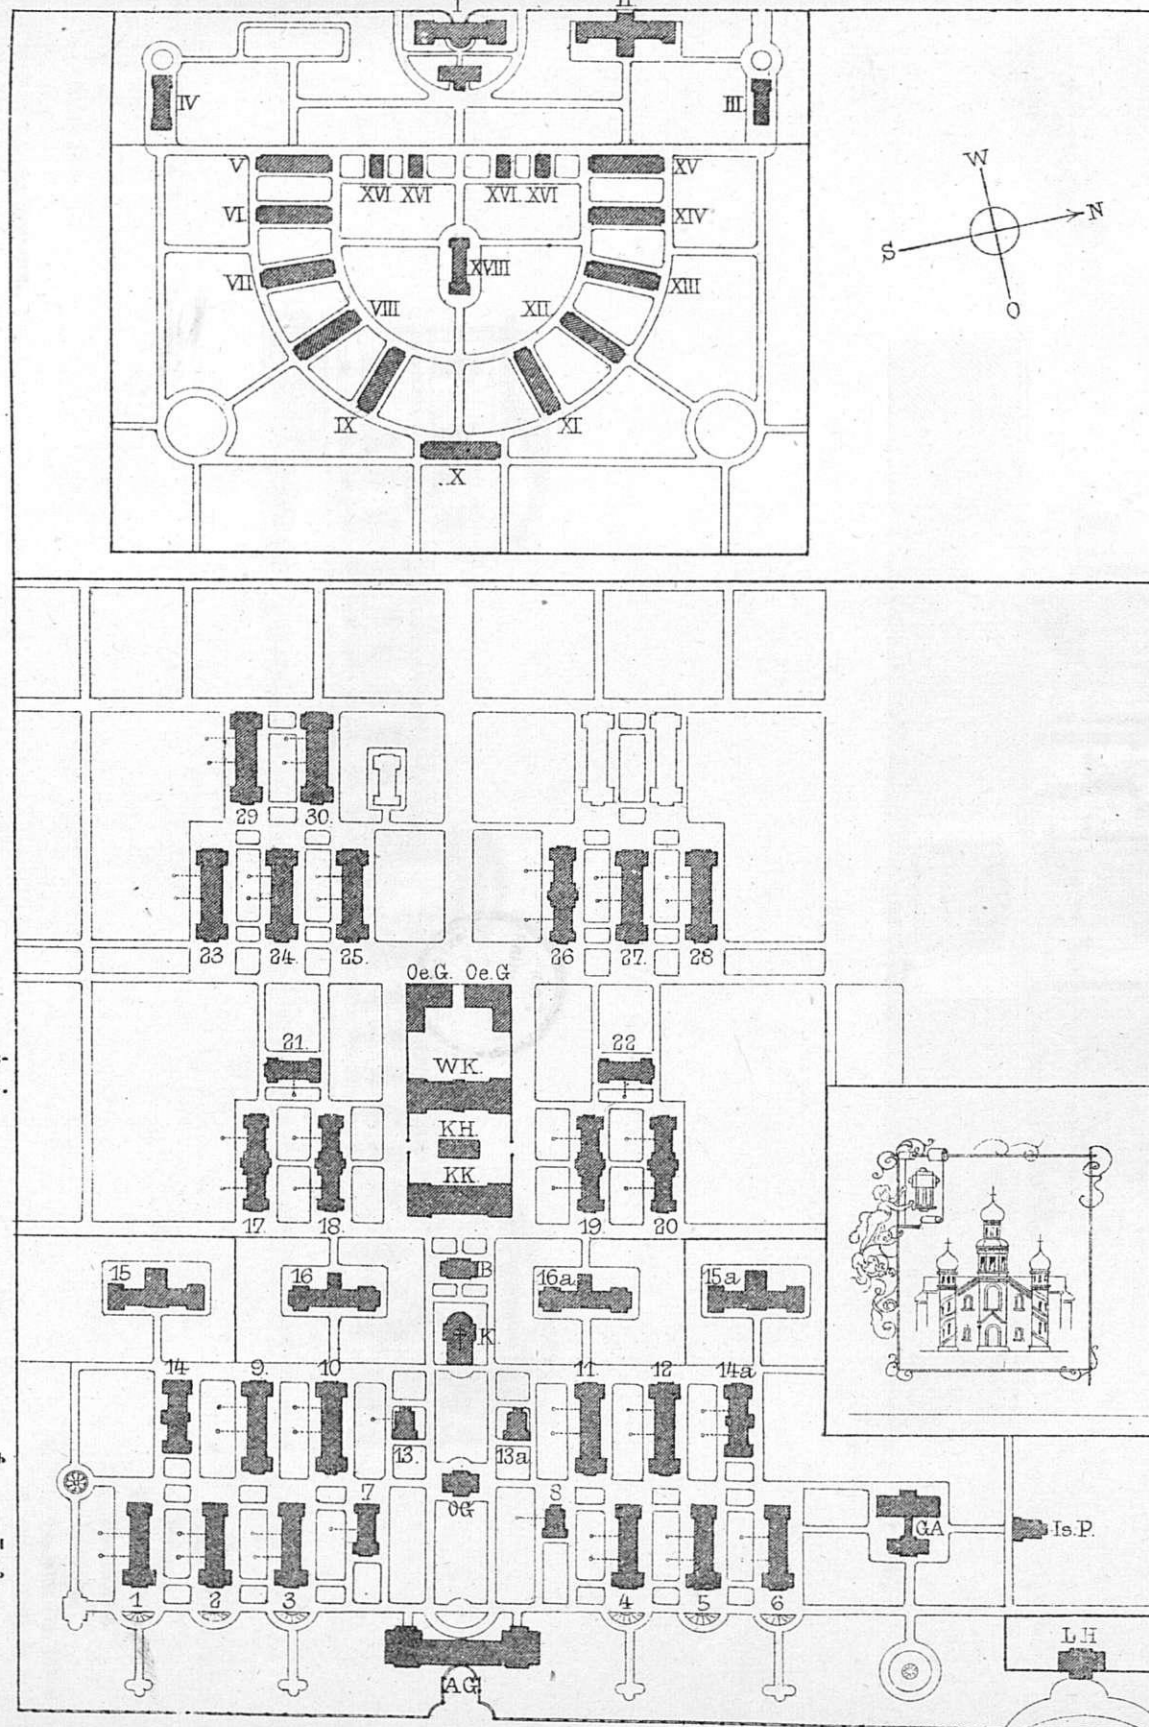 I II
IV III.
V XVI XVI XVI. XVI XV
VI. XIV
VII VIII XVIII XII XIII
IX XI
X
W
S N
O
29 30.
23 24. 25. 26 27. 28
Oe.G. Oe.G
21. 22
WK.
KH.
KK.
17. 18 19. 20
15 16 B 16a 15a
K.
14 9. 10 11. 12 14a
13. 13a
7 OG 8
GA Is.P.
1 2 3 4 5 6
AG LH